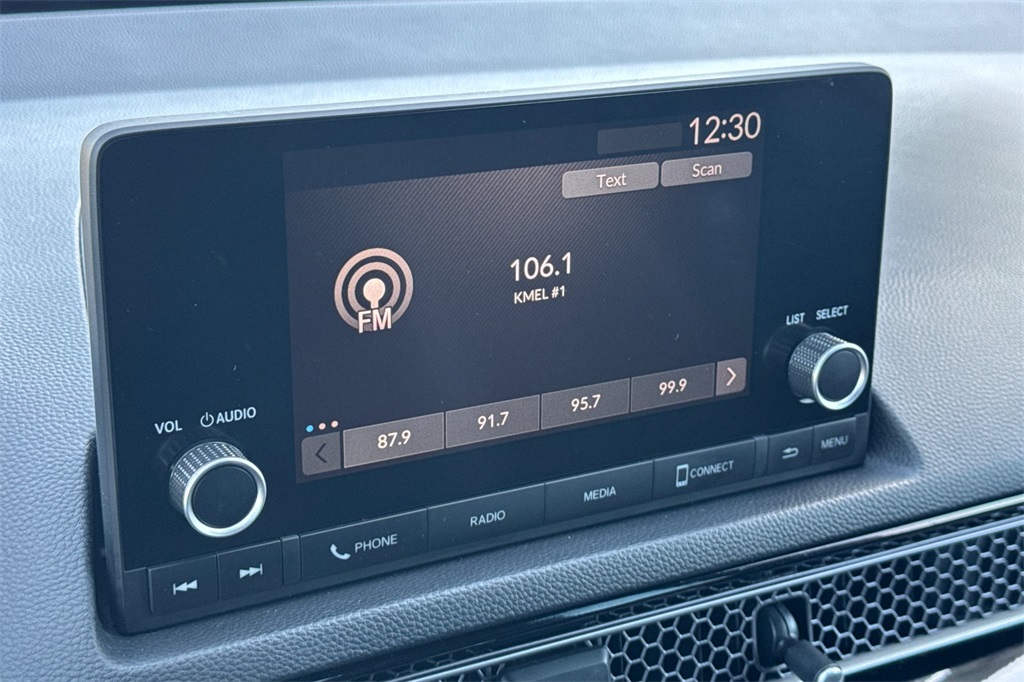 12:30
Text Scan
106.1
KMEL #1
FM
87.9 91.7 95.7 99.9
LIST SELECT
VOL AUDIO
PHONE RADIO MEDIA CONNECT MENU